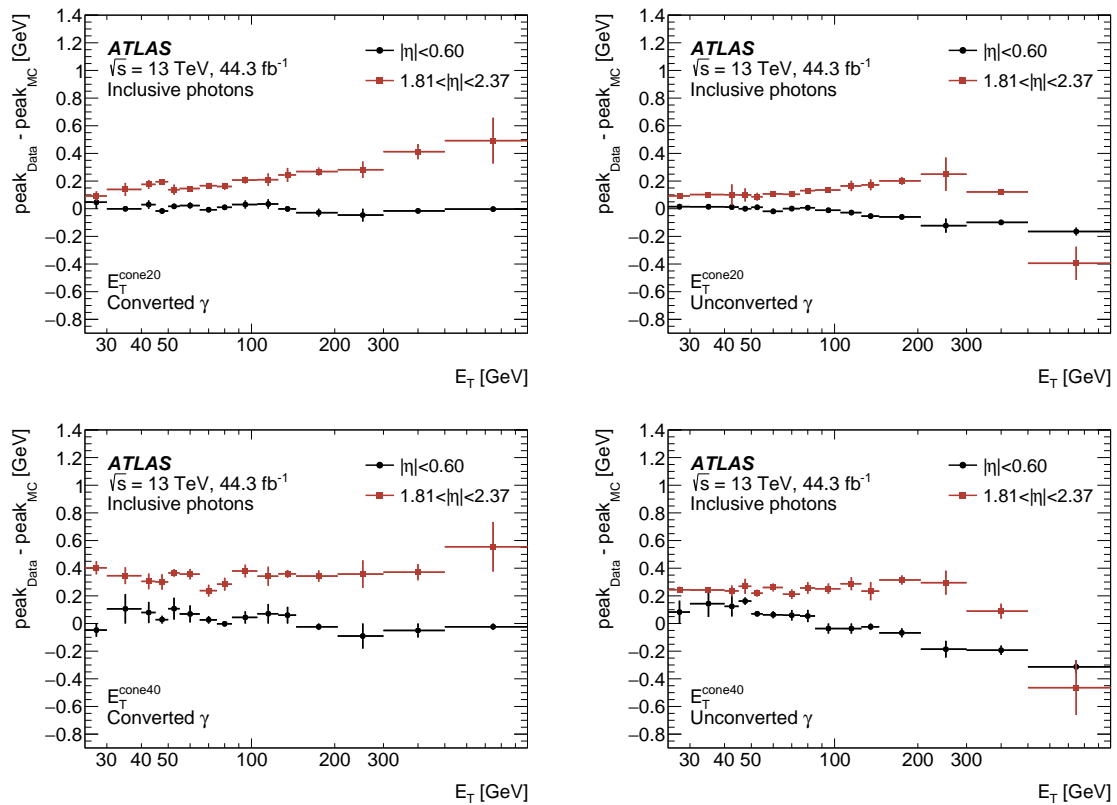 peak_Data - peak_MC [GeV]
1.4
1.2
1
0.8
0.6
0.4
0.2
0
−0.2
−0.4
−0.6
−0.8
ATLAS
√s = 13 TeV, 44.3 fb⁻¹
Inclusive photons
|η|<0.60
1.81<|η|<2.37
E_T^cone20
Converted γ
30 40 50 100 200 300
E_T [GeV]
peak_Data - peak_MC [GeV]
1.4
1.2
1
0.8
0.6
0.4
0.2
0
−0.2
−0.4
−0.6
−0.8
ATLAS
√s = 13 TeV, 44.3 fb⁻¹
Inclusive photons
|η|<0.60
1.81<|η|<2.37
E_T^cone20
Unconverted γ
30 40 50 100 200 300
E_T [GeV]
peak_Data - peak_MC [GeV]
1.4
1.2
1
0.8
0.6
0.4
0.2
0
−0.2
−0.4
−0.6
−0.8
ATLAS
√s = 13 TeV, 44.3 fb⁻¹
Inclusive photons
|η|<0.60
1.81<|η|<2.37
E_T^cone40
Converted γ
30 40 50 100 200 300
E_T [GeV]
peak_Data - peak_MC [GeV]
1.4
1.2
1
0.8
0.6
0.4
0.2
0
−0.2
−0.4
−0.6
−0.8
ATLAS
√s = 13 TeV, 44.3 fb⁻¹
Inclusive photons
|η|<0.60
1.81<|η|<2.37
E_T^cone40
Unconverted γ
30 40 50 100 200 300
E_T [GeV]